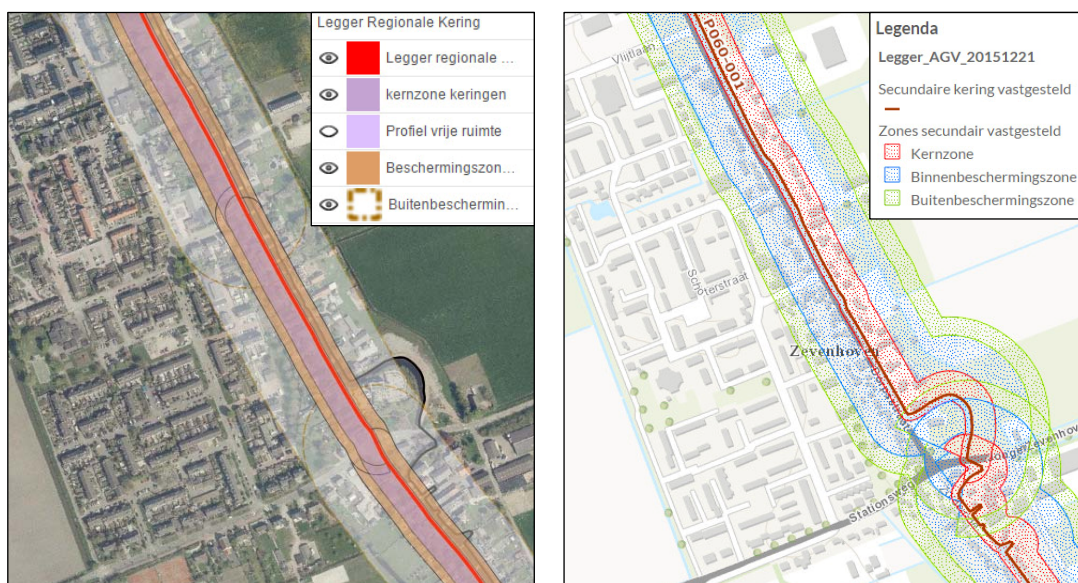 Legger Regionale Kering
Legger regionale ...
kernzone keringen
Profiel vrije ruimte
Beschermingszon...
Buitenbeschermin...
P060-001
Vlijtlaan
Schoterstraat
Zevenhoven
Stationsweg
Legenda
Legger_AGV_20151221
Secundaire kering vastgesteld
Zones secundair vastgesteld
Kernzone
Binnenbeschermingszone
Buitenbeschermingszone